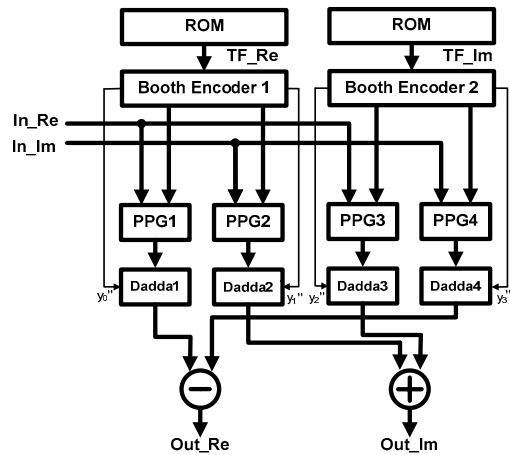 ROM
ROM
TF_Re
TF_Im
Booth Encoder 1
Booth Encoder 2
In_Re
In_Im
PPG1
PPG2
PPG3
PPG4
Dadda1
Dadda2
Dadda3
Dadda4
y0"
y1"
y2"
y3"
Out_Re
Out_Im